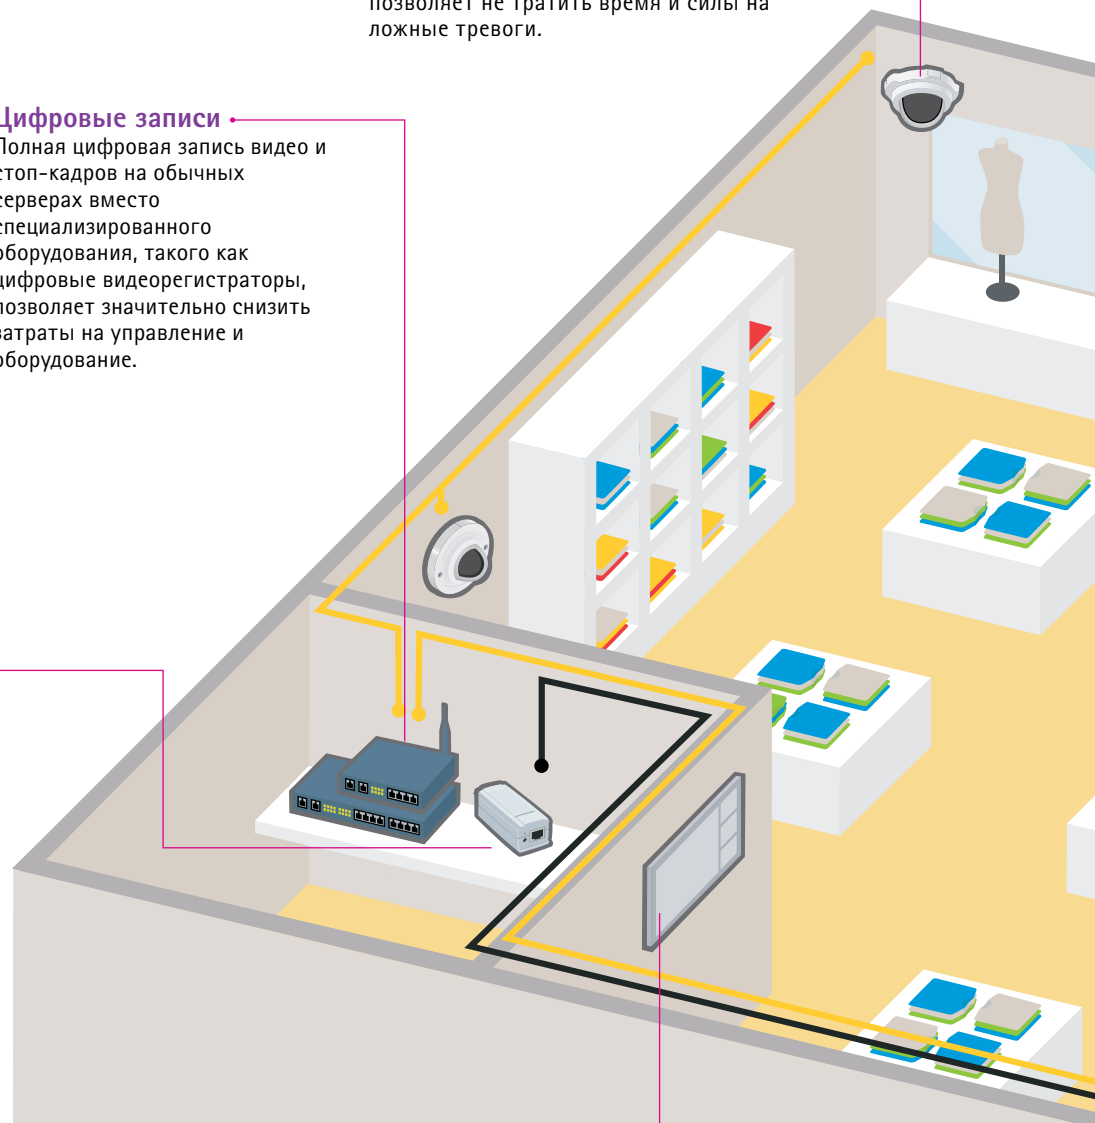 позволяет не тратить время и силы на
ложные тревоги.
Цифровые записи
Полная цифровая запись видео и
стоп-кадров на обычных
серверах вместо
специализированного
оборудования, такого как
цифровые видеорегистраторы,
позволяет значительно снизить
затраты на управление и
оборудование.